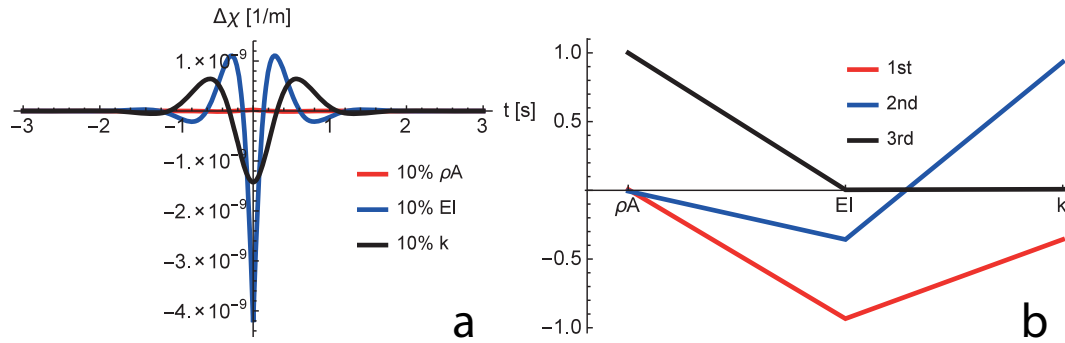 Δχ [1/m]
1.×10⁻⁹
−3
−2
−1
1
2
3
t [s]
−1.×10⁻⁹
−2.×10⁻⁹
−3.×10⁻⁹
−4.×10⁻⁹
10% ρA
10% EI
10% k
a
1.0
0.5
−0.5
−1.0
1st
2nd
3rd
ρA
EI
k
b